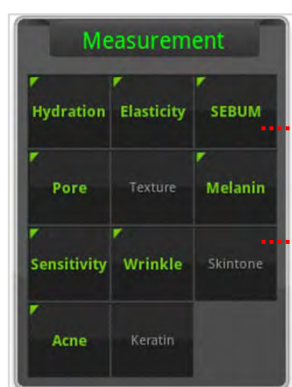 Measurement
Hydration Elasticity SEBUM
Pore Texture Melanin
Sensitivity Wrinkle Skintone
Acne Keratin